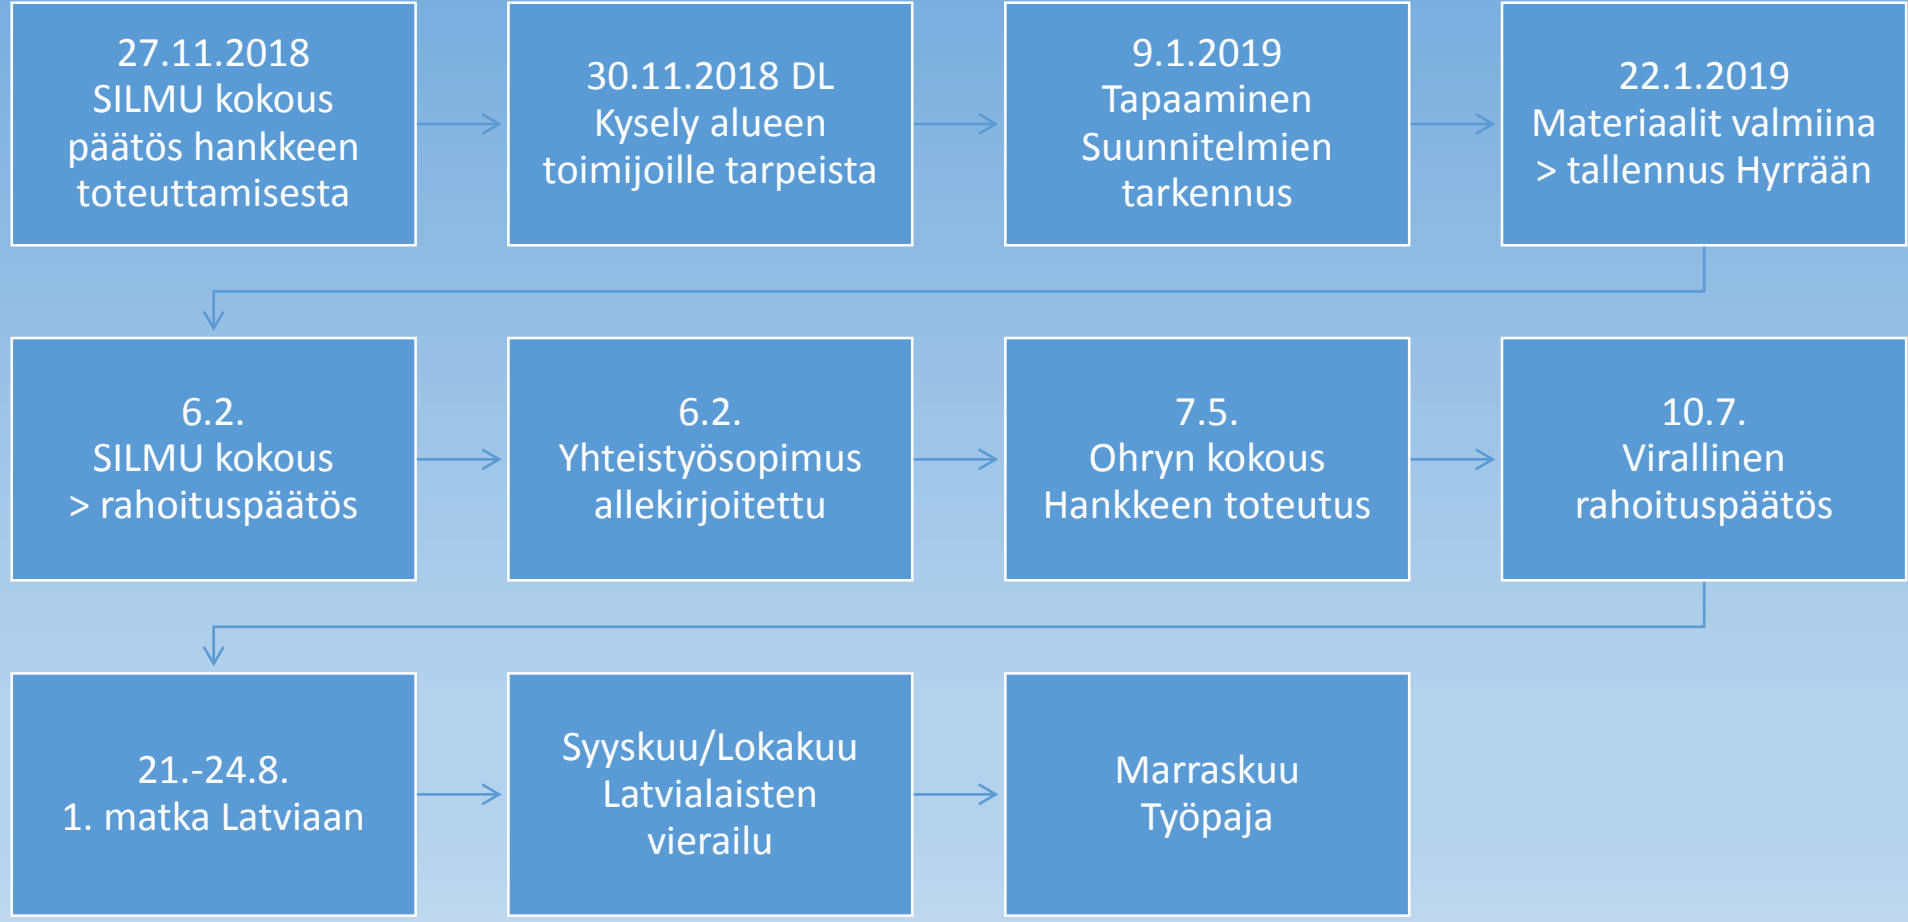 27.11.2018
SILMU kokous
päätös hankkeen
toteuttamisesta
30.11.2018 DL
Kysely alueen
toimijoille tarpeista
9.1.2019
Tapaaminen
Suunnitelmien
tarkennus
22.1.2019
Materiaalit valmiina
> tallennus Hyrrään
6.2.
SILMU kokous
> rahoituspäätös
6.2.
Yhteistyösopimus
allekirjoitettu
7.5.
Ohryn kokous
Hankkeen toteutus
10.7.
Virallinen
rahoituspäätös
21.-24.8.
1. matka Latviaan
Syyskuu/Lokakuu
Latvialaisten
vierailu
Marraskuu
Työpaja